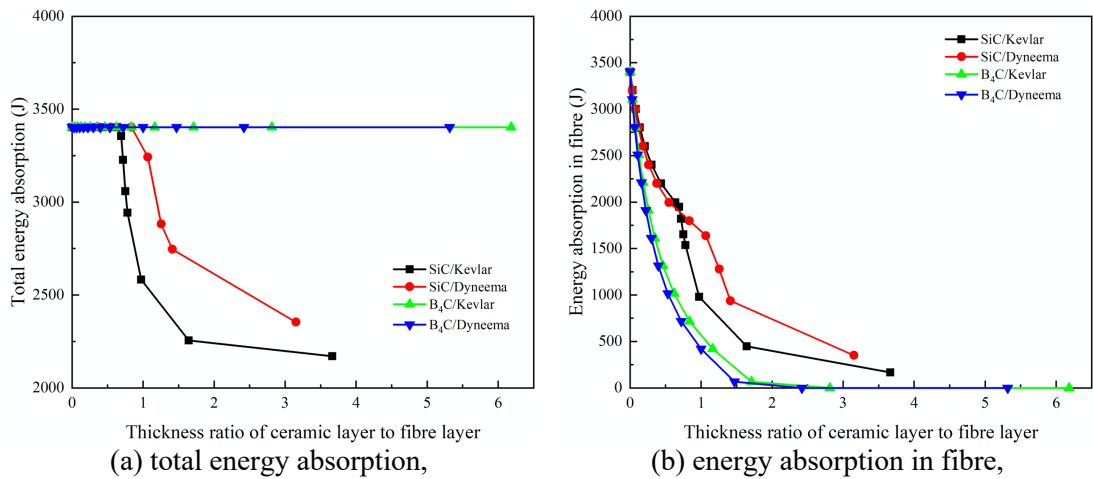 4000
3500
3000
2500
2000
Total energy absorption (J)
SiC/Kevlar
SiC/Dyneema
B₄C/Kevlar
B₄C/Dyneema
0 1 2 3 4 5 6
Thickness ratio of ceramic layer to fibre layer
(a) total energy absorption,
4000
3500
3000
2500
2000
1500
1000
500
0
Energy absorption in fibre (J)
SiC/Kevlar
SiC/Dyneema
B₄C/Kevlar
B₄C/Dyneema
0 1 2 3 4 5 6
Thickness ratio of ceramic layer to fibre layer
(b) energy absorption in fibre,